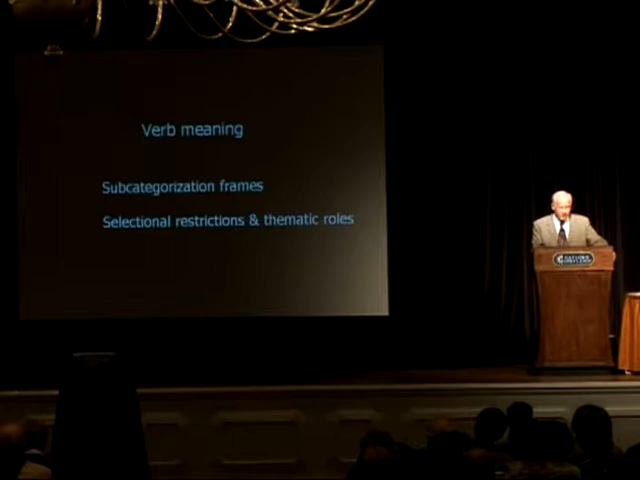 Verb meaning
Subcategorization frames
Selectional restrictions & thematic roles